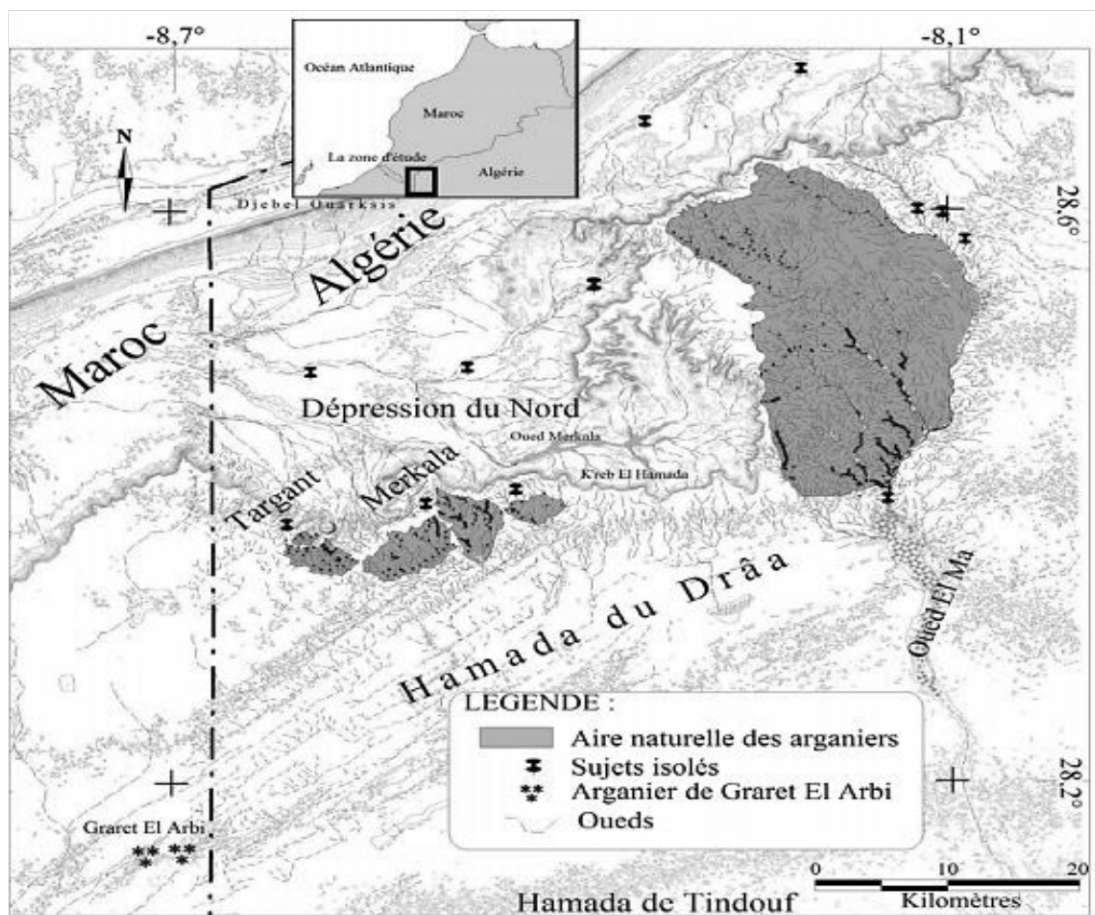 -8,7°
-8,1°
Océan Atlantique
Maroc
La zone d'étude
Algérie
N
Djebel Ouarksis
28,6°
Algérie
Maroc
Dépression du Nord
Oued Merkala
K'reb El Hamada
Targant
Merkala
Hamada du Drâa
Oued El Ma
LEGENDE :
Aire naturelle des arganiers
Sujets isolés
Arganier de Graret El Arbi
Oueds
28,2°
Graret El Arbi
0 10 20
Kilomètres
Hamada de Tindouf